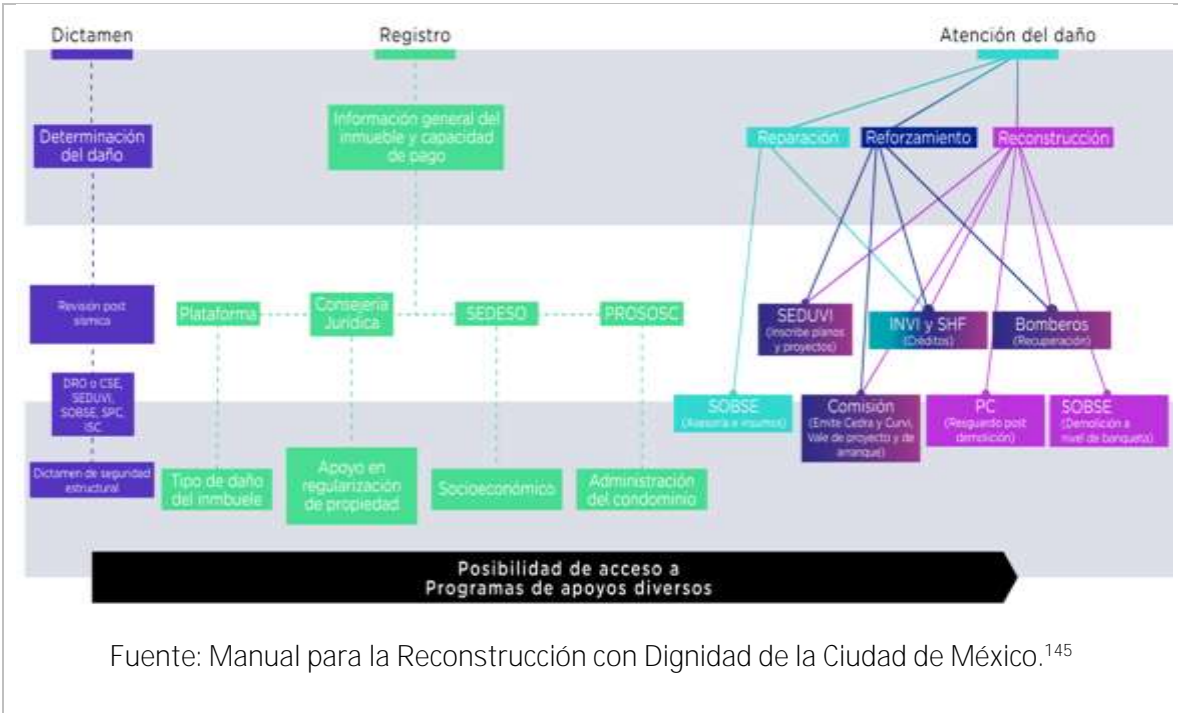 Dictamen
Registro
Atención del daño
Determinación
del daño
Información general del
inmueble y capacidad
de pago
Reparación
Reforzamiento
Reconstrucción
Revisión post
sísmica
Plataforma
Consejería
Jurídica
SEDESO
PROSOSC
SEDUVI
(Inscribe planos
y proyectos)
INVI y SHF
(Créditos)
Bomberos
(Recuperación)
DRO o CSE,
SEDUVI,
SOBSE, SPC,
ISC
SOBSE
(Asesoría e insumos)
Comisión
(Emite Cedra y Curvi,
Vale de proyecto y de
arranque)
PC
(Resguardo post
demolición)
SOBSE
(Demolición a
nivel de banqueta)
Dictamen de seguridad
estructural
Tipo de daño
del inmbuele
Apoyo en
regularización
de propiedad
Socioeconómico
Administración
del condominio
Posibilidad de acceso a
Programas de apoyos diversos
Fuente: Manual para la Reconstrucción con Dignidad de la Ciudad de México.145